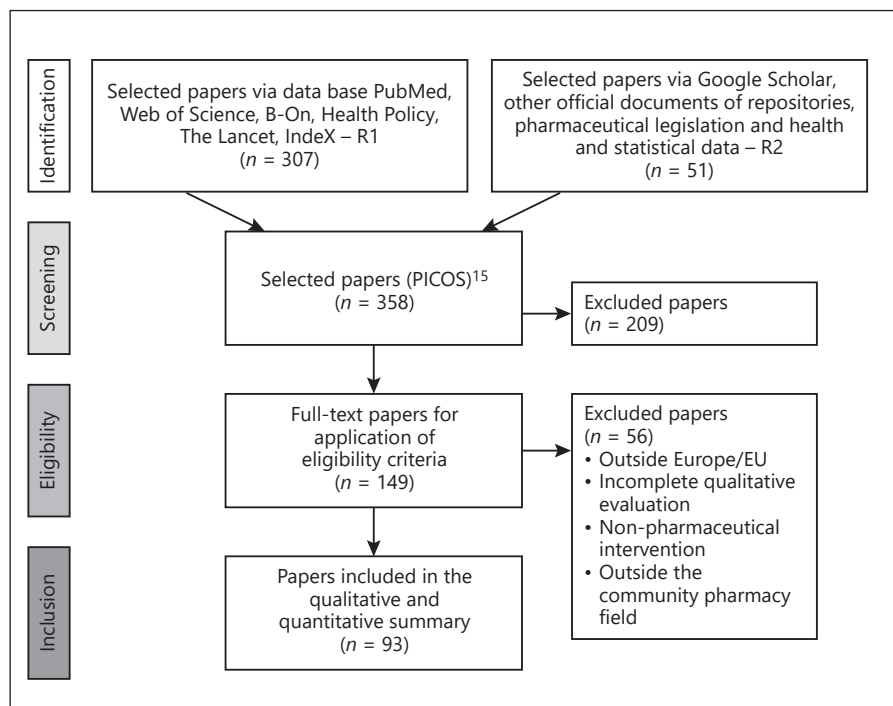 Identification
Selected papers via data base PubMed,
Web of Science, B-On, Health Policy,
The Lancet, IndeX – R1
(n = 307)
Selected papers via Google Scholar,
other official documents of repositories,
pharmaceutical legislation and health
and statistical data – R2
(n = 51)
Screening
Selected papers (PICOS)15
(n = 358)
Excluded papers
(n = 209)
Eligibility
Full-text papers for
application of
eligibility criteria
(n = 149)
Excluded papers
(n = 56)
• Outside Europe/EU
• Incomplete qualitative
evaluation
• Non-pharmaceutical
intervention
• Outside the
community pharmacy
field
Inclusion
Papers included in the
qualitative and
quantitative summary
(n = 93)